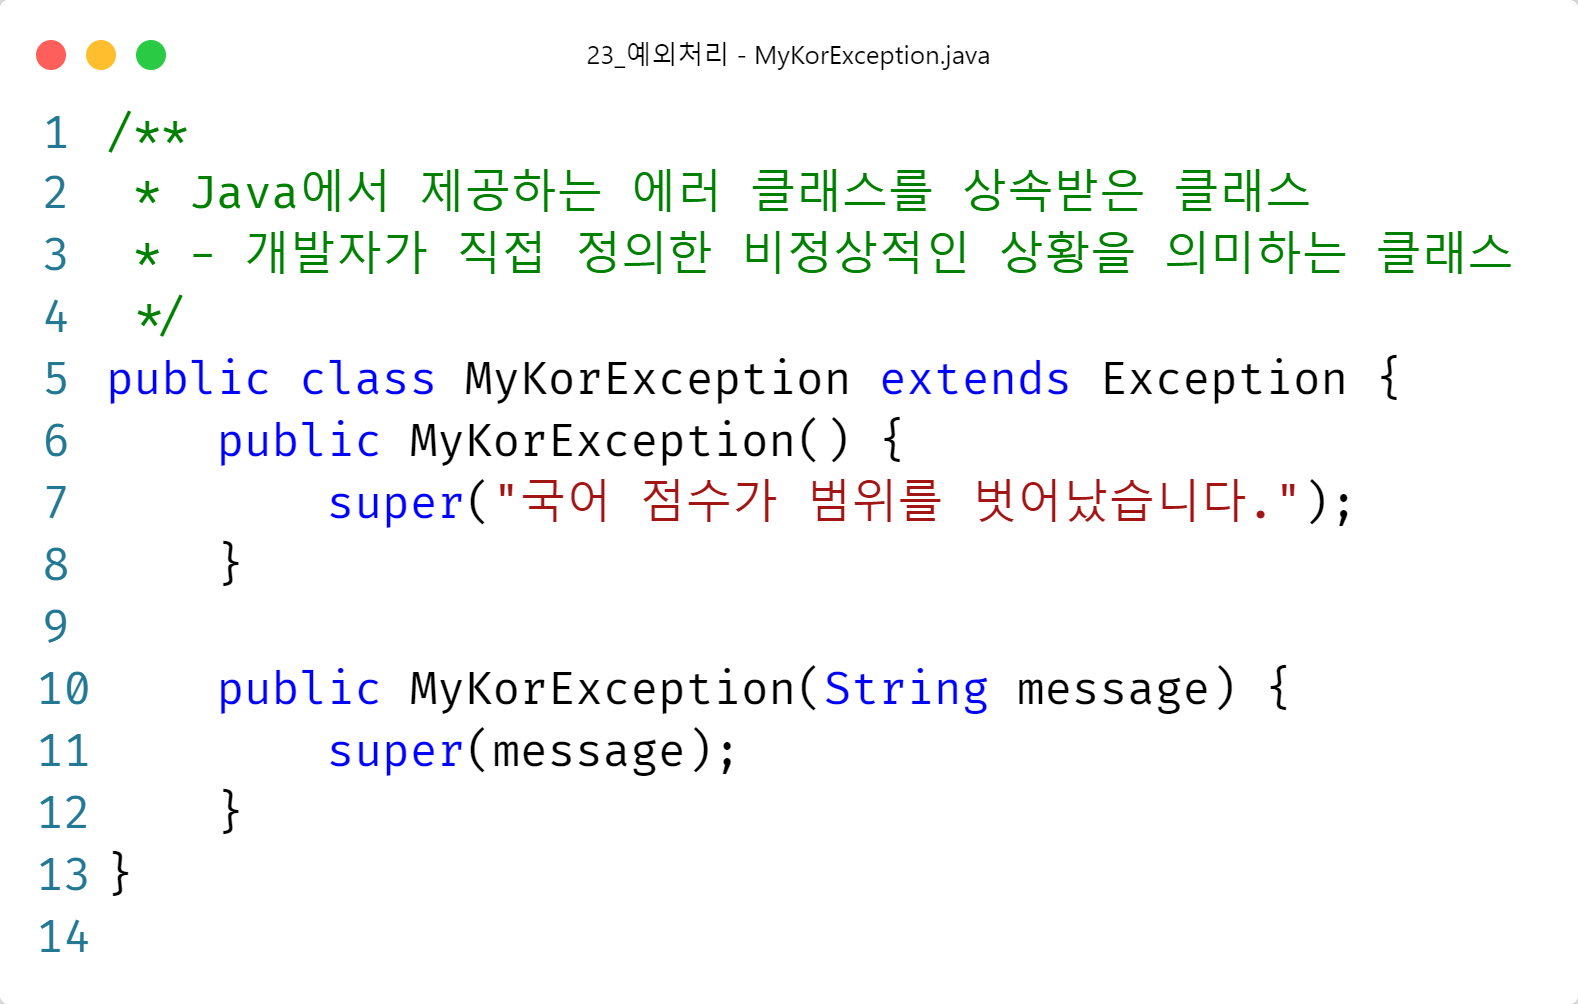 23_예외처리 - MyKorException.java
1 /**
2  * Java에서 제공하는 에러 클래스를 상속받은 클래스
3  * - 개발자가 직접 정의한 비정상적인 상황을 의미하는 클래스
4  */
5 public class MyKorException extends Exception {
6     public MyKorException() {
7         super("국어 점수가 범위를 벗어났습니다.");
8     }
9
10     public MyKorException(String message) {
11         super(message);
12     }
13 }
14